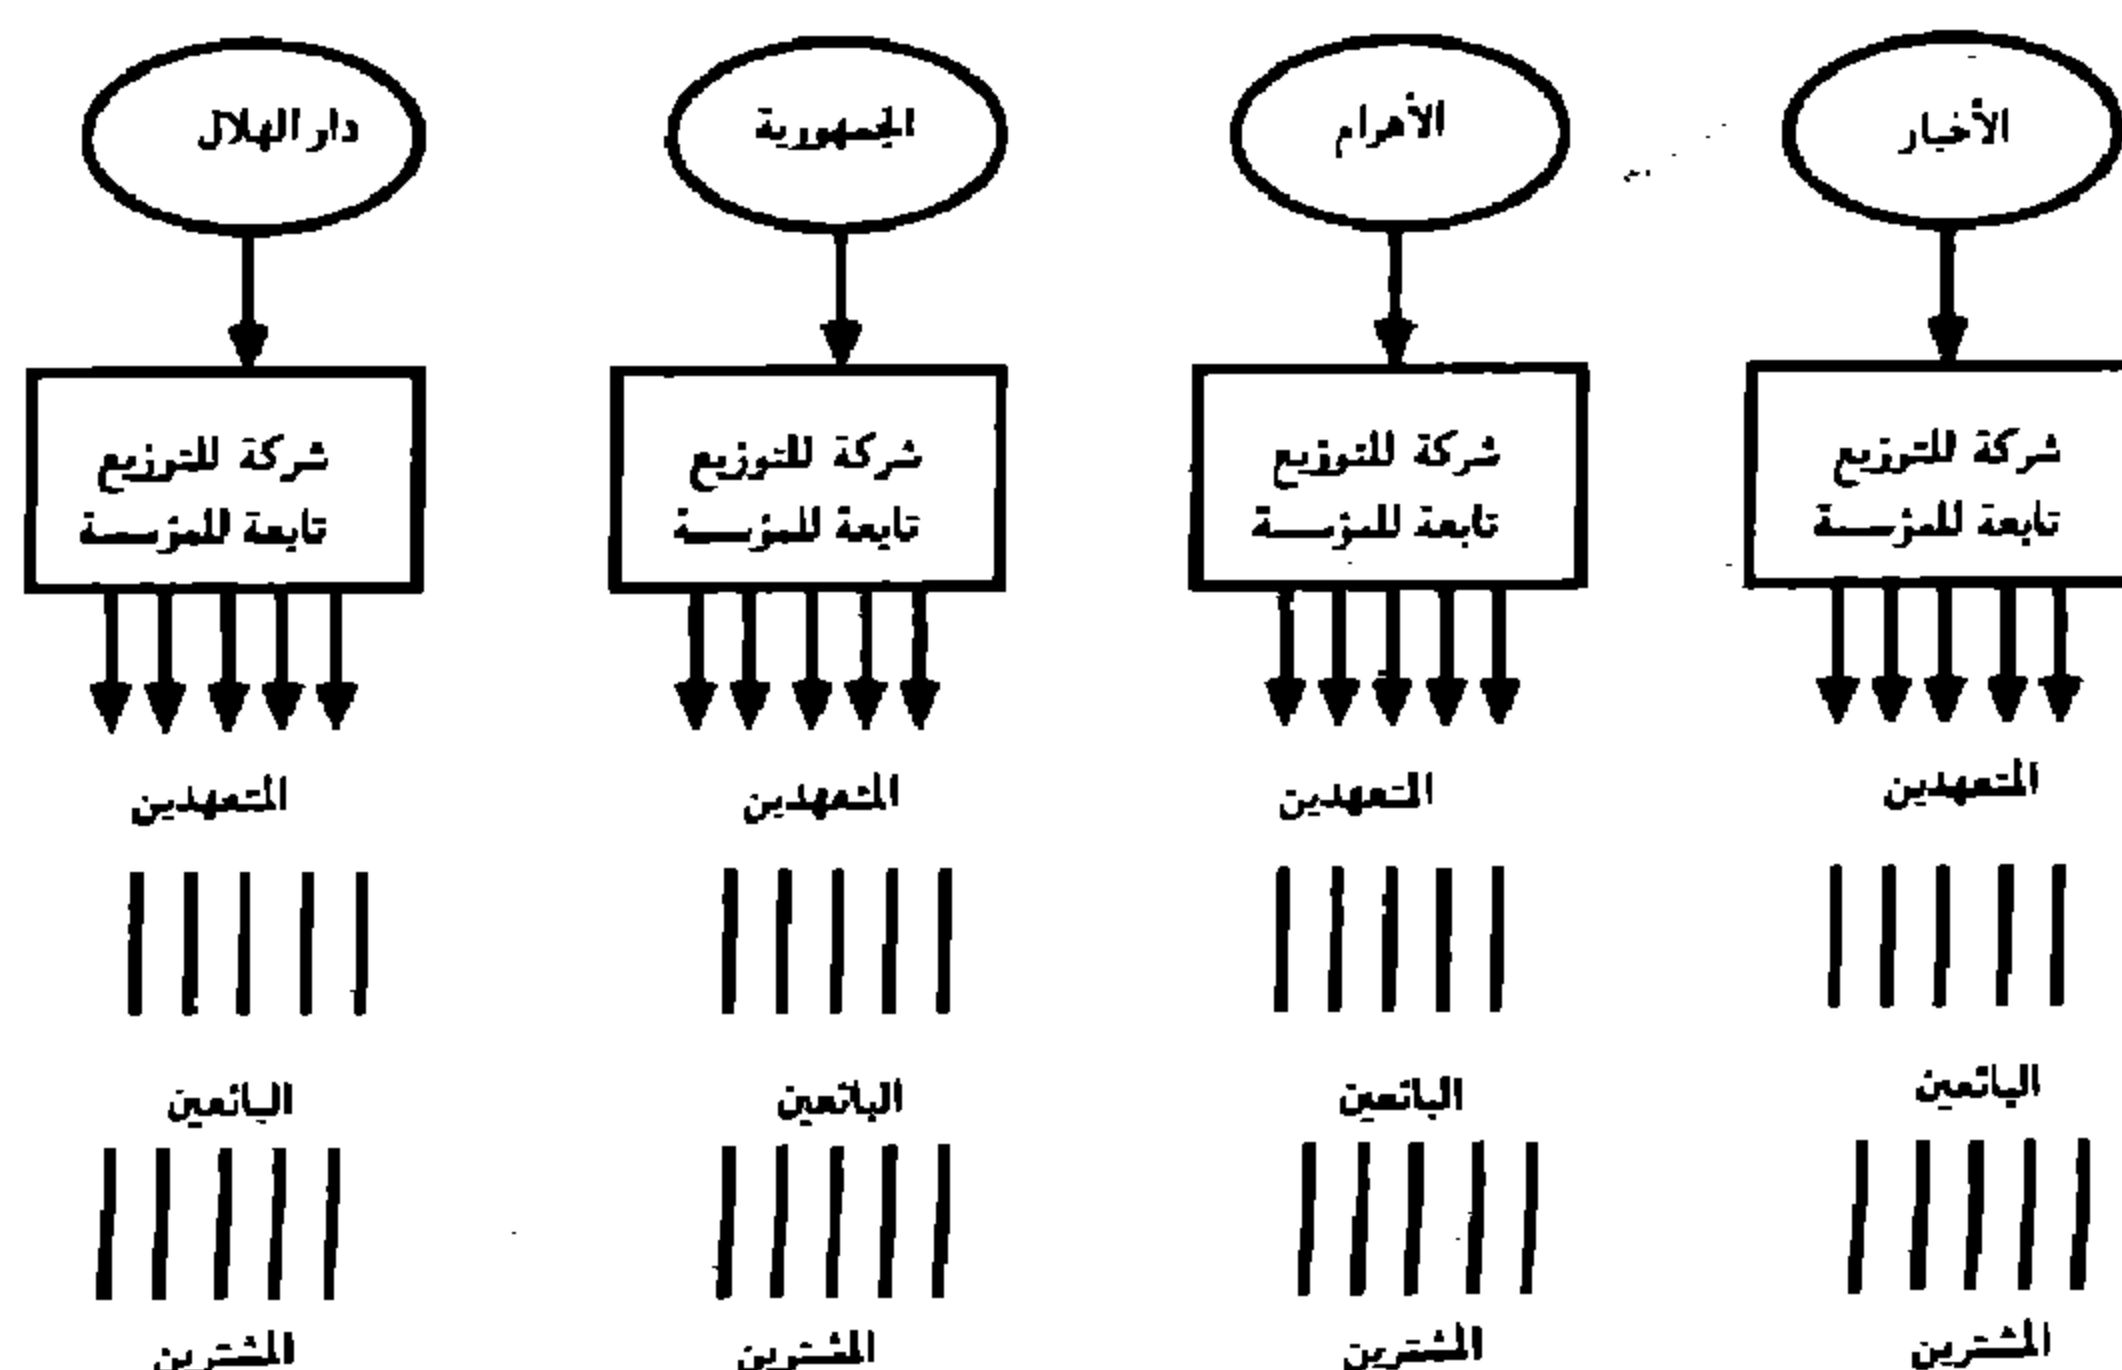 الأخبار
الأهرام
الجمهورية
دار الهلال
شركة للتوزيع
تابعة للمؤسسة
شركة للتوزيع
تابعة للمؤسسة
شركة للتوزيع
تابعة للمؤسسة
شركة للتوزيع
تابعة للمؤسسة
المتعهدين
المتعهدين
المتعهدين
المتعهدين
البائعين
البائعين
البائعين
البائعين
المشترين
المشترين
المشترين
المشترين